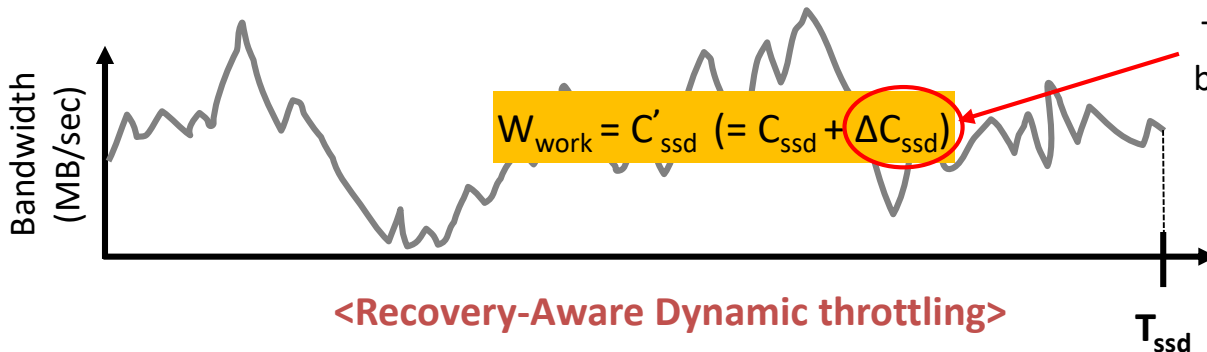 Bandwidth
(MB/sec)
W_work = C'_ssd (= C_ssd + ΔC_ssd)
<Recovery-Aware Dynamic throttling>
T_ssd